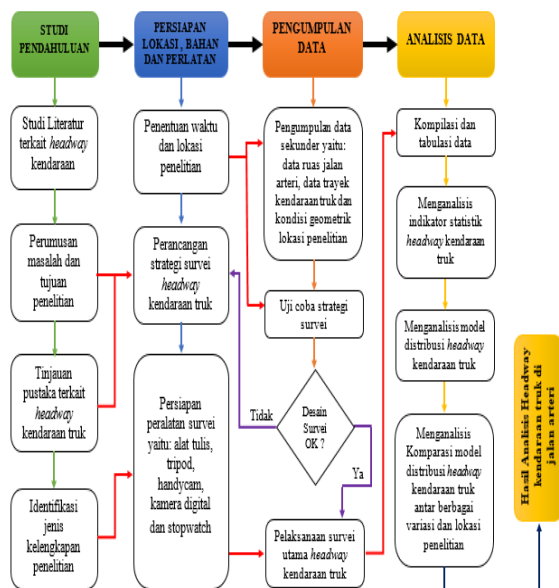 STUDI
PENDAHULUAN
PERSIAPAN
LOKASI, BAHAN
DAN PERLATAN
PENGUMPULAN
DATA
ANALISIS DATA
Studi Literatur
terkait headway
kendaraan
Perumusan
masalah dan
tujuan
penelitian
Tinjauan
pustaka terkait
headway
kendaraan truk
Identifikasi
jenis
kelengkapan
penelitian
Penentuan waktu
dan lokasi
penelitian
Perancangan
strategi survei
headway
kendaraan truk
Persiapan
peralatan survei
yaitu: alat tulis,
tripod,
handycam,
kamera digital
dan stopwatch
Pengumpulan data
sekunder yaitu:
data ruas jalan
arteri, data trayek
kendaraan truk dan
kondisi geometrik
lokasi penelitian
Uji coba strategi
survei
Tidak
Desain
Survei
OK ?
Ya
Pelaksanaan survei
utama headway
kendaraan truk
Kompilasi dan
tabulasi data
Menganalisis
indikator statistik
headway kendaraan
truk
Menganalisis model
distribusi headway
kendaraan truk
Menganalisis
Komparasi model
distribusi headway
kendaraan truk
antar berbagai
variasi dan lokasi
penelitian
Hasil Analisis Headway
kendaraan truk di
jalan arteri